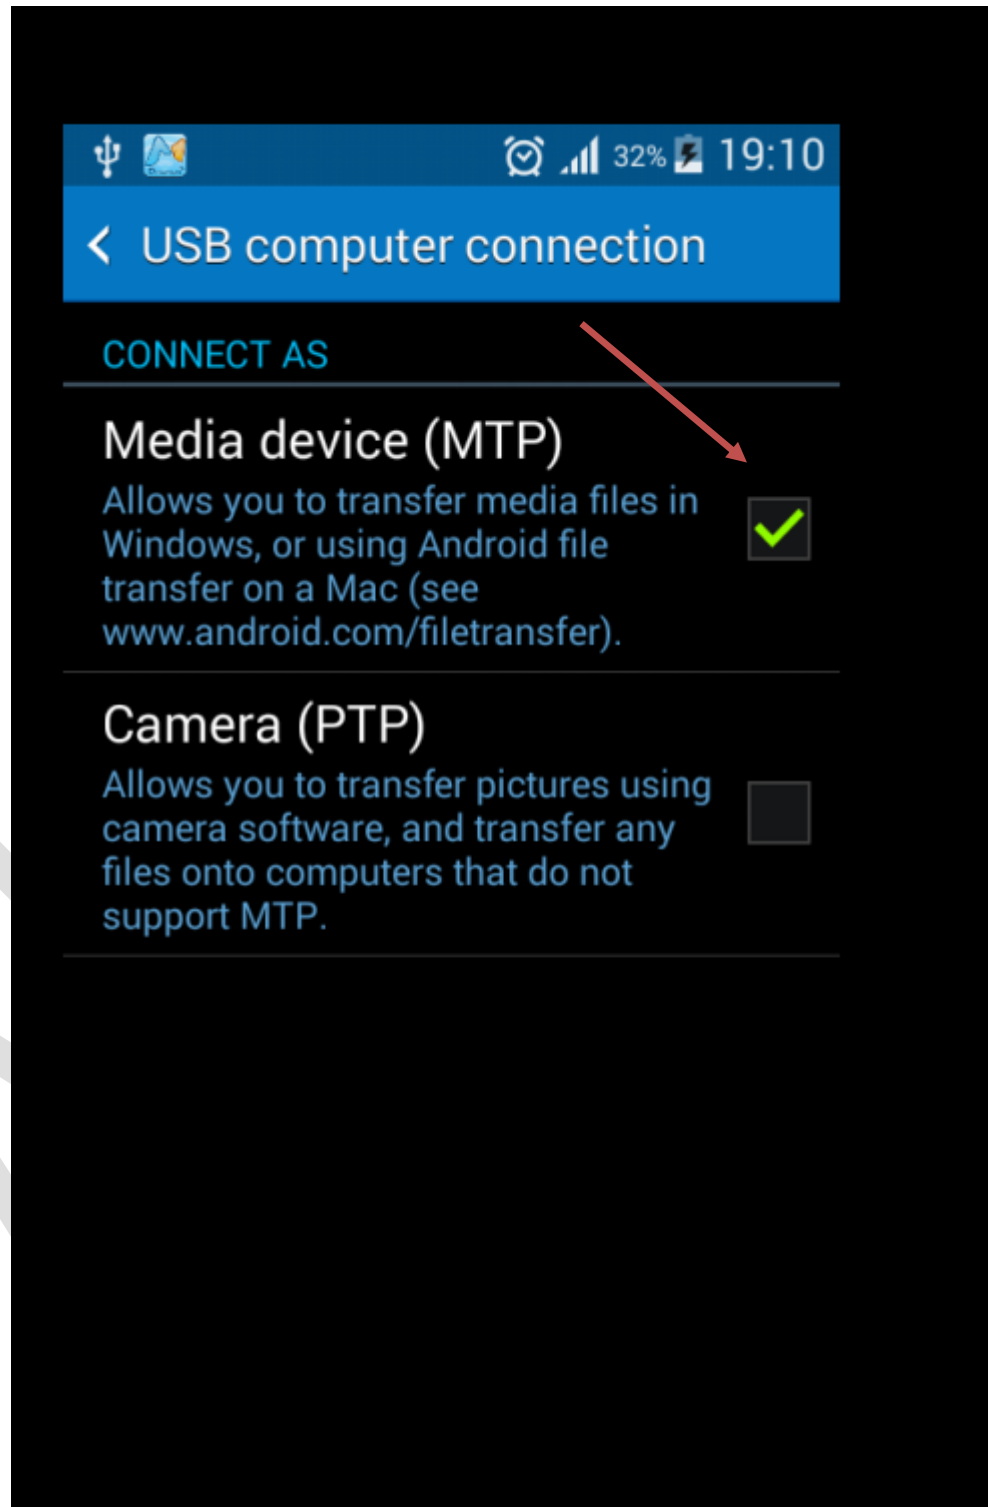 32% 19:10
USB computer connection
CONNECT AS
Media device (MTP)
Allows you to transfer media files in
Windows, or using Android file
transfer on a Mac (see
www.android.com/filetransfer).
Camera (PTP)
Allows you to transfer pictures using
camera software, and transfer any
files onto computers that do not
support MTP.